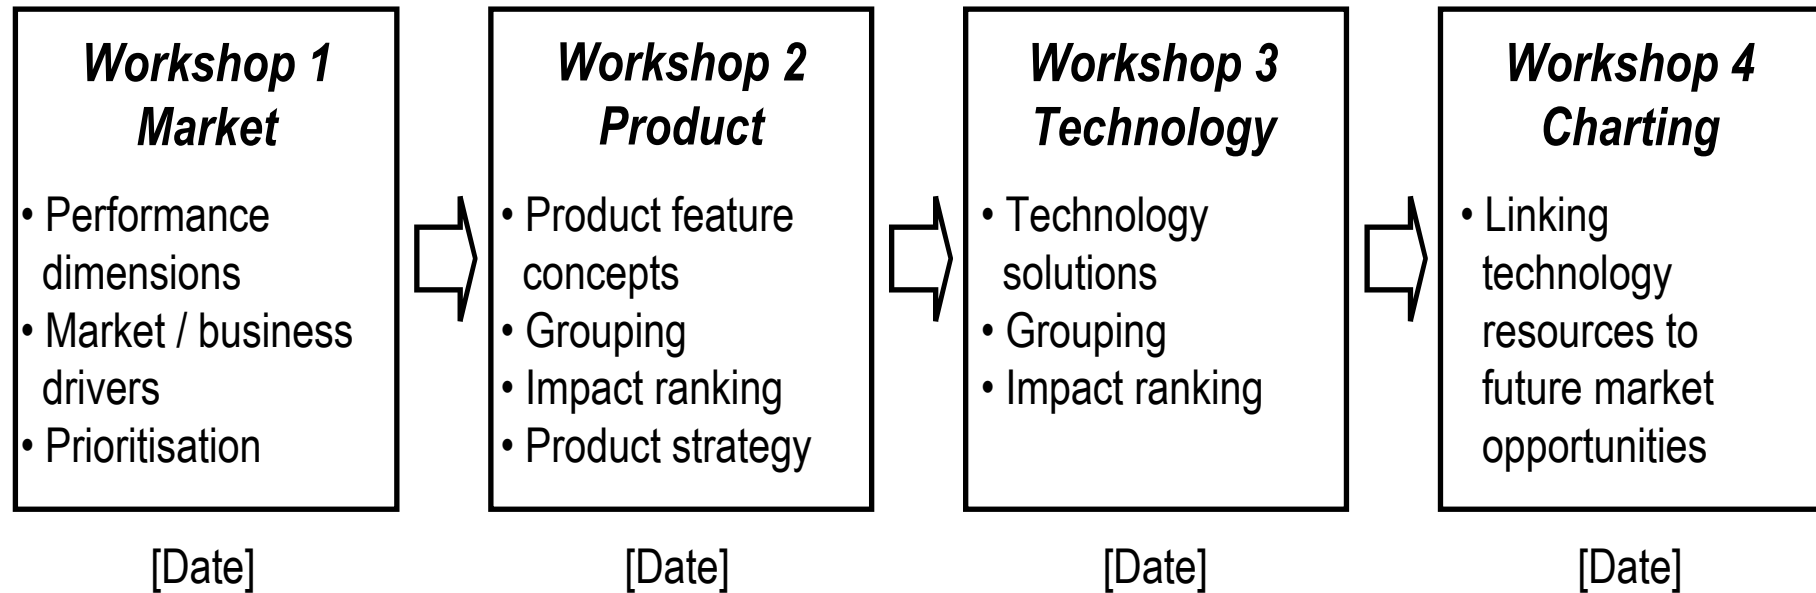 Workshop 1
Market
• Performance
dimensions
• Market / business
drivers
• Prioritisation
[Date]
Workshop 2
Product
• Product feature
concepts
• Grouping
• Impact ranking
• Product strategy
[Date]
Workshop 3
Technology
• Technology
solutions
• Grouping
• Impact ranking
[Date]
Workshop 4
Charting
• Linking
technology
resources to
future market
opportunities
[Date]